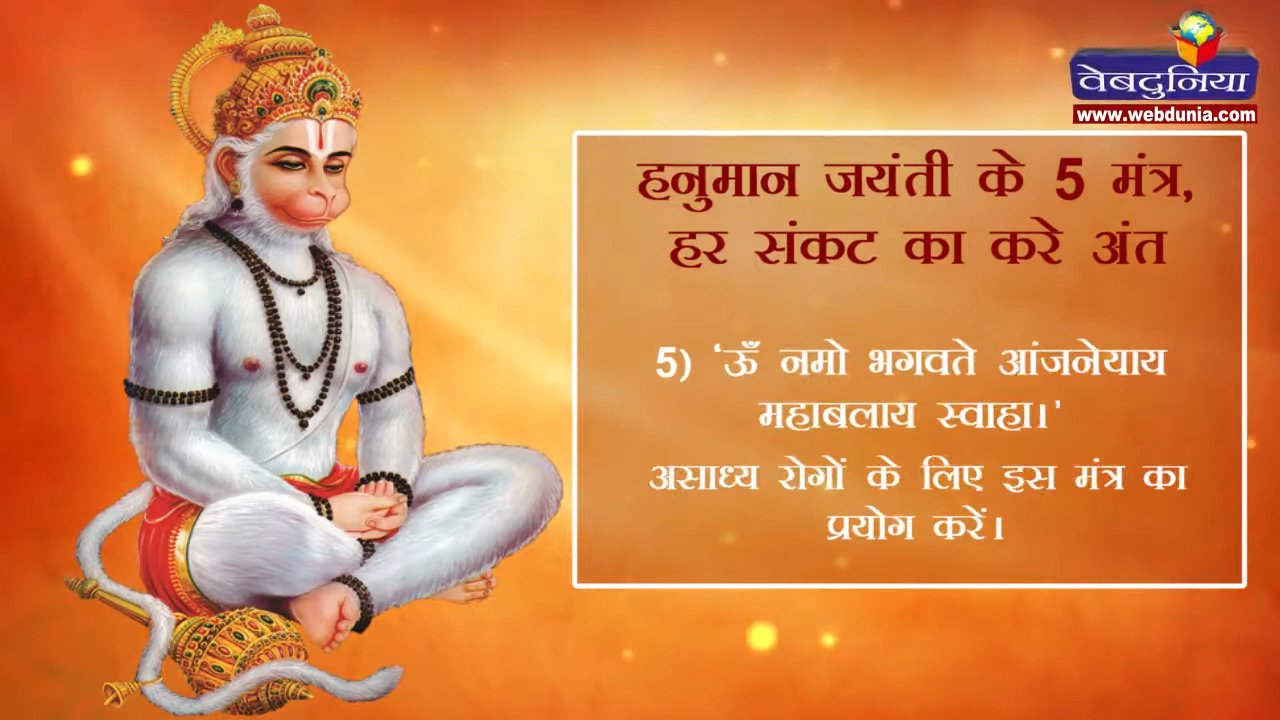 वेबदुनिया
www.webdunia.com
हनुमान जयंती के 5 मंत्र,
हर संकट का करे अंत
5) ‘ऊँ नमो भगवते आंजनेयाय
महाबलाय स्वाहा।’
असाध्य रोगों के लिए इस मंत्र का
प्रयोग करें।